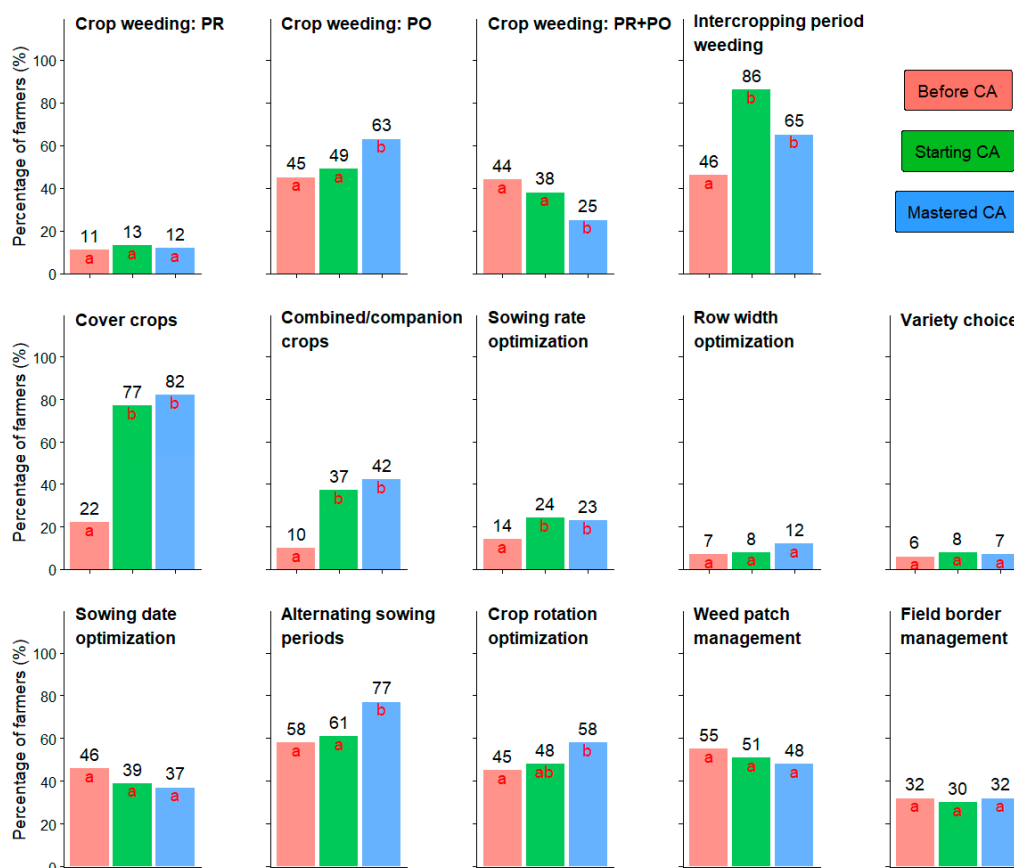 Crop weeding: PR
Crop weeding: PO
Crop weeding: PR+PO
Intercropping period
weeding
Percentage of farmers (%)
100
80
60
40
20
0
11
a
13
a
12
a
45
a
49
a
63
b
44
a
38
a
25
b
46
a
86
b
65
b
Before CA
Starting CA
Mastered CA
Cover crops
Combined/companion
crops
Sowing rate
optimization
Row width
optimization
Variety choice
Percentage of farmers (%)
100
80
60
40
20
0
22
a
77
b
82
b
10
a
37
b
42
b
14
a
24
b
23
b
7
a
8
a
12
a
6
a
8
a
7
a
Sowing date
optimization
Alternating sowing
periods
Crop rotation
optimization
Weed patch
management
Field border
management
Percentage of farmers (%)
100
80
60
40
20
0
46
a
39
a
37
a
58
a
61
a
77
b
45
a
48
ab
58
b
55
a
51
a
48
a
32
a
30
a
32
a